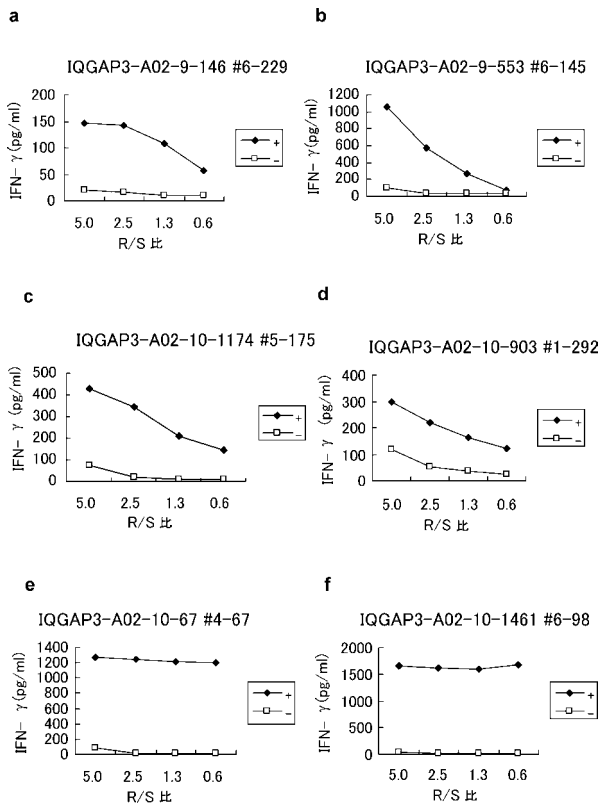 a
IQGAP3-A02-9-146 #6-229
IFN- γ (pg/ml)
200
150
100
50
0
5.0 2.5 1.3 0.6
R/S 比
+
−
b
IQGAP3-A02-9-553 #6-145
IFN- γ (pg/ml)
1200
1000
800
600
400
200
0
5.0 2.5 1.3 0.6
R/S 比
+
−
c
IQGAP3-A02-10-1174 #5-175
IFN- γ (pg/ml)
500
400
300
200
100
0
5.0 2.5 1.3 0.6
R/S 比
+
−
d
IQGAP3-A02-10-903 #1-292
IFN- γ (pg/ml)
400
300
200
100
0
5.0 2.5 1.3 0.6
R/S 比
+
−
e
IQGAP3-A02-10-67 #4-67
IFN- γ (pg/ml)
1400
1200
1000
800
600
400
200
0
5.0 2.5 1.3 0.6
R/S 比
+
−
f
IQGAP3-A02-10-1461 #6-98
IFN- γ (pg/ml)
2000
1500
1000
500
0
5.0 2.5 1.3 0.6
R/S 比
+
−